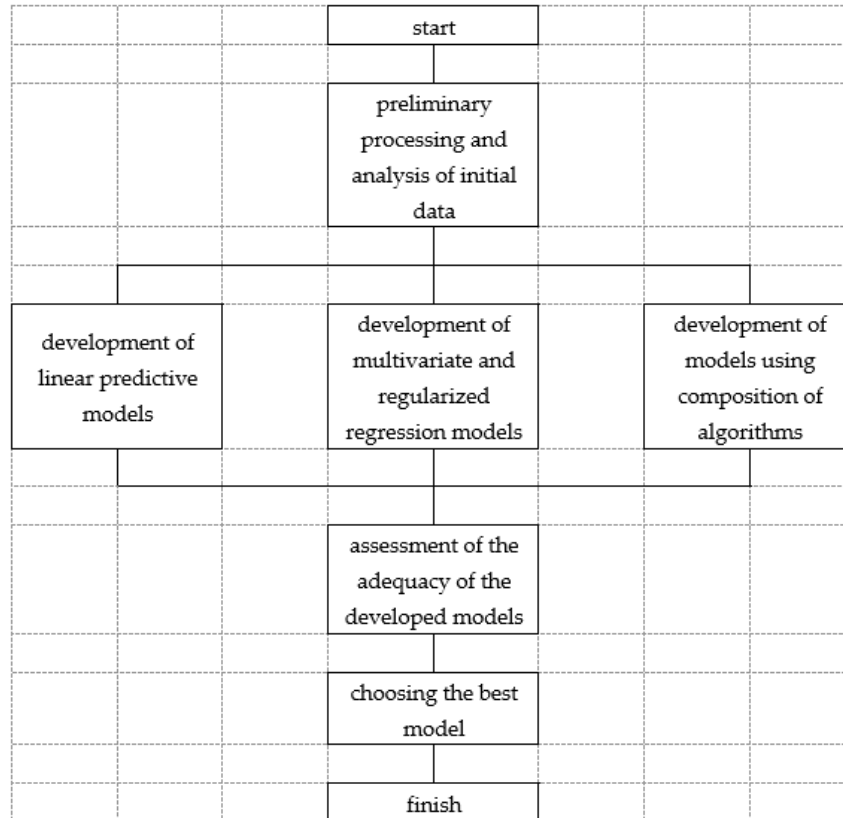 start
preliminary
processing and
analysis of initial
data
development of
linear predictive
models
development of
multivariate and
regularized
regression models
development of
models using
composition of
algorithms
assessment of the
adequacy of the
developed models
choosing the best
model
finish